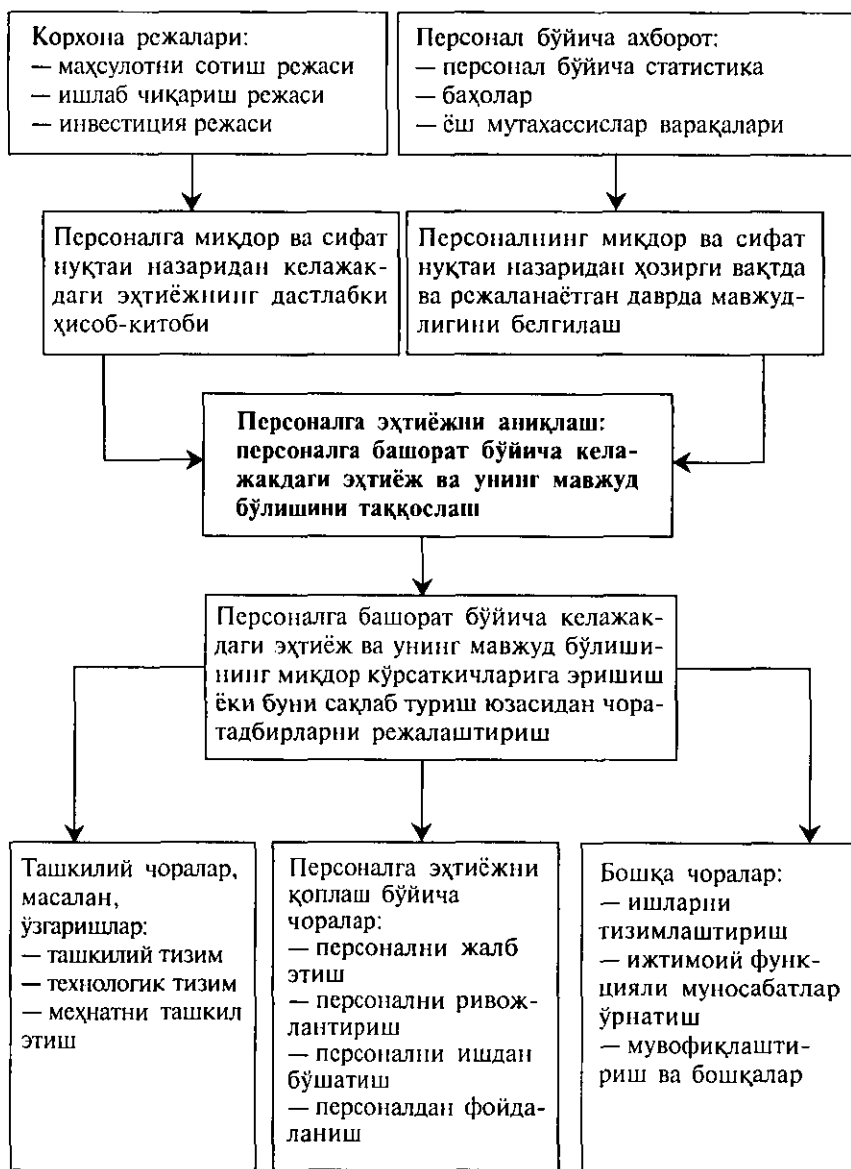 Корхона режалари:
— маҳсулотни сотиш режаси
— ишлаб чиқариш режаси
— инвестиция режаси
Персонал бўйича ахборот:
— персонал бўйича статистика
— баҳолар
— ёш мутахассислар варақалари
Персоналга миқдор ва сифат
нуқтаи назаридан келажак-
даги эҳтиёжнинг дастлабки
ҳисоб-китоби
Персоналнинг миқдор ва сифат
нуқтаи назаридан ҳозирги вақтда
ва режаланаётган даврда мавжуд-
лигини белгилаш
Персоналга эҳтиёжни аниқлаш:
персоналга башорат бўйича кела-
жакдаги эҳтиёж ва унинг мавжуд
бўлишини таққослаш
Персоналга башорат бўйича келажак-
даги эҳтиёж ва унинг мавжуд бўлиши-
нинг миқдор кўрсаткичларига эришиш
ёки буни сақлаб туриш юзасидан чора-
тадбирларни режалаштириш
Ташкилий чоралар,
масалан,
ўзгаришлар:
— ташкилий тизим
— технологик тизим
— меҳнатни ташкил
этиш
Персоналга эҳтиёжни
қоплаш бўйича
чоралар:
— персонални жалб
этиш
— персонални ривож-
лантириш
— персонални ишдан
бўшатиш
— персоналдан фойда-
ланиш
Бошқа чоралар:
— ишларни
тизимлаштириш
— ижтимоий функ-
цияли муносабатлар
ўрнатиш
— мувофиқлашти-
риш ва бошқалар